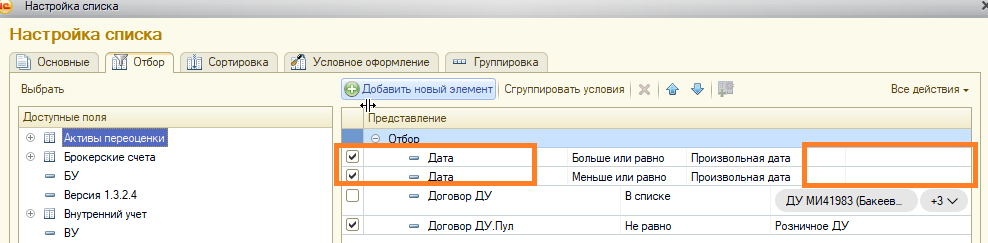 Настройка списка
Настройка списка
Основные Отбор Сортировка Условное оформление Группировка
Выбрать Добавить новый элемент Сгруппировать условия Все действия
Доступные поля Представление
Активы переоценки Отбор
Брокерские счета Дата Больше или равно Произвольная дата
БУ Дата Меньше или равно Произвольная дата
Версия 1.3.2.4 Договор ДУ В списке ДУ МИ41983 (Бакеев... +3
Внутренний учет
ВУ Договор ДУ.Пул Не равно Розничное ДУ